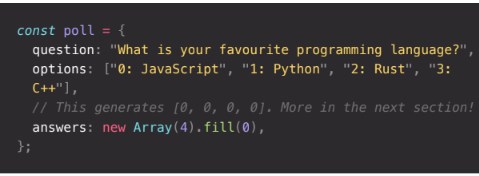 const poll = {
question: "What is your favourite programming language?",
options: ["0: JavaScript", "1: Python", "2: Rust", "3:
C++"],
// This generates [0, 0, 0, 0]. More in the next section!
answers: new Array(4).fill(0),
};